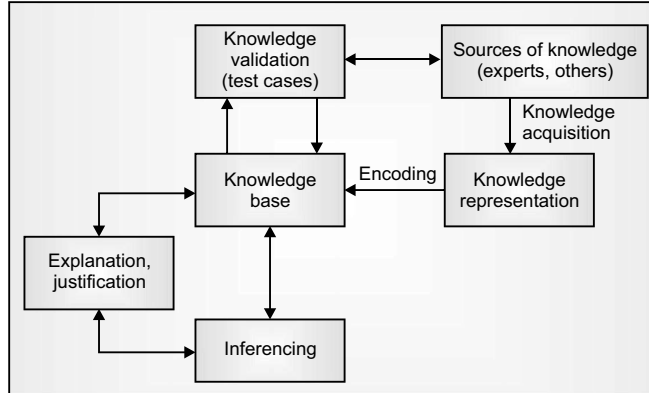 Knowledge
validation
(test cases)
Sources of knowledge
(experts, others)
Knowledge
acquisition
Knowledge
base
Encoding
Knowledge
representation
Explanation,
justification
Inferencing